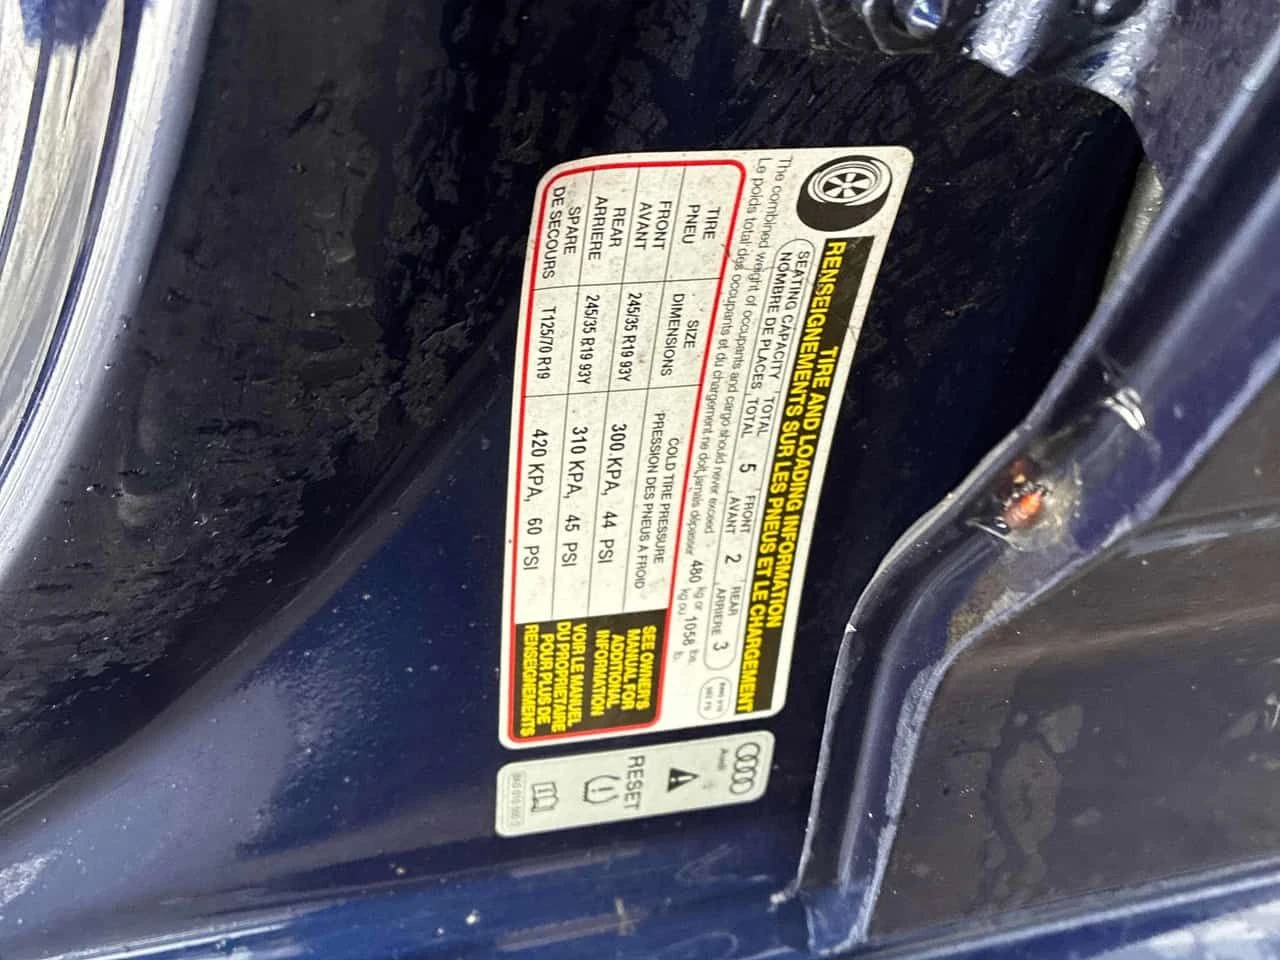 TIRE AND LOADING INFORMATION
RENSEIGNEMENTS SUR LES PNEUS ET LE CHARGEMENT
SEATING CAPACITY TOTAL 5 FRONT 2 REAR 3
NOMBRE DE PLACES TOTAL AVANT ARRIERE
The combined weight of occupants and cargo should never exceed 480 kg or 1058 lbs.
Le poids total des occupants et du chargement ne doit jamais dépasser kg ou lb.
TIRE SIZE COLD TIRE PRESSURE
PNEU DIMENSIONS PRESSION DES PNEUS A FROID
FRONT
AVANT 245/35 R19 93Y 300 KPA, 44 PSI
REAR
ARRIERE 245/35 R19 93Y 310 KPA, 45 PSI
SPARE
DE SECOURS T125/70 R19 420 KPA, 60 PSI
SEE OWNER'S
MANUAL FOR
ADDITIONAL
INFORMATION
VOIR LE MANUEL
DU PROPRIETAIRE
POUR PLUS DE
RENSEIGNEMENTS
Audi
RESET